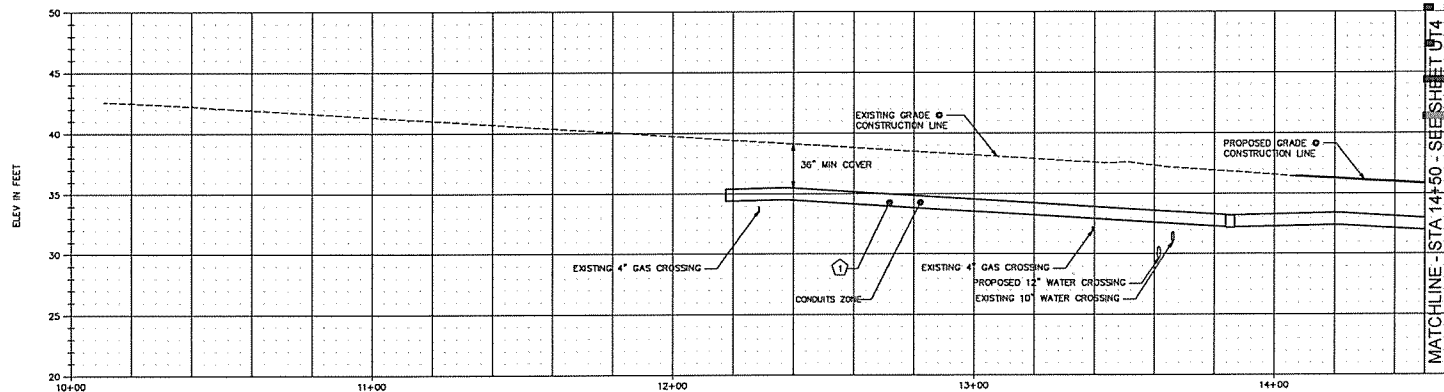 50
45
40
35
30
25
20
ELEV IN FEET
EXISTING GRADE @
CONSTRUCTION LINE
PROPOSED GRADE @
CONSTRUCTION LINE
36" MIN COVER
EXISTING 4" GAS CROSSING
1
CONDUITS ZONE
EXISTING 4" GAS CROSSING
PROPOSED 12" WATER CROSSING
EXISTING 10" WATER CROSSING
10+00
11+00
12+00
13+00
14+00
MATCHLINE - STA 14+50 - SEE SHEET UT4